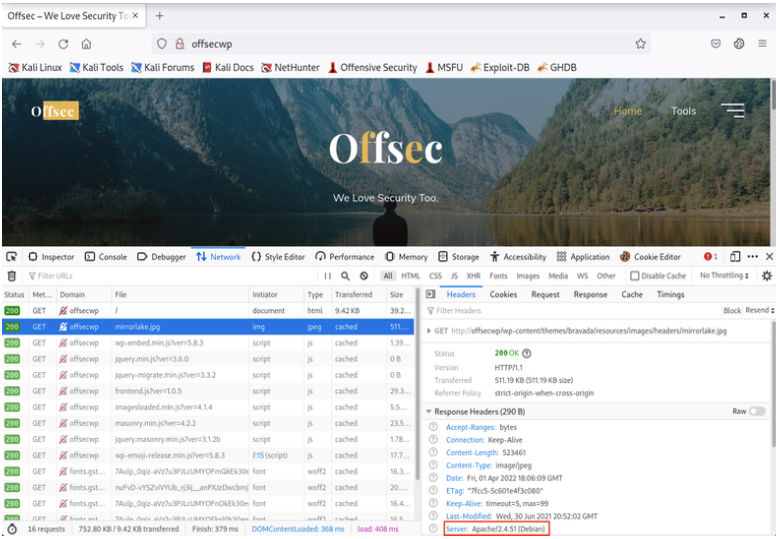 Offsec – We Love Security To
offsecwp
Kali Linux Kali Tools Kali Forums Kali Docs NetHunter Offensive Security MSFU Exploit-DB GHDB
Offsec Home Tools
Offsec
We Love Security Too.
Inspector Console Debugger Network Style Editor Performance Memory Storage Accessibility Application Cookie Editor 1
Filter URLs All HTML CSS JS XHR Fonts Images Media WS Other Disable Cache No Throttling
Status Met... Domain File Initiator Type Transferred Size
200 GET offsecwp / document html 9.42 KB 39.2...
200 GET offsecwp mirrorlake.jpg img jpeg cached 511....
200 GET offsecwp wp-embed.min.js?ver=5.8.3 script js cached 1.39...
200 GET offsecwp jquery.min.js?ver=3.6.0 script js cached 0 B
200 GET offsecwp jquery-migrate.min.js?ver=3.3.2 script js cached 0 B
200 GET offsecwp frontend.js?ver=1.0.5 script js cached 29.3...
200 GET offsecwp imagesloaded.min.js?ver=4.1.4 script js cached 5.5...
200 GET offsecwp masonry.min.js?ver=4.2.2 script js cached 23.5...
200 GET offsecwp jquery.masonry.min.js?ver=3.1.2b script js cached 1.78...
200 GET offsecwp wp-emoji-release.min.js?ver=5.8.3 /:15 (script) js cached 17.7...
200 GET fonts.gst... font woff2 cached 16.3...
200 GET fonts.gst... font woff2 cached 20....
200 GET fonts.gst... font woff2 cached 16.4...
16 requests 752.80 KB / 9.42 KB transferred Finish: 379 ms DOMContentLoaded: 368 ms load: 408 ms
Headers Cookies Request Response Cache Timings
Filter Headers Block Resend
GET http://offsecwp/wp-content/themes/bravada/resources/images/headers/mirrorlake.jpg
Status 200 OK
Version HTTP/1.1
Transferred 511.19 KB (511.19 KB size)
Referrer Policy strict-origin-when-cross-origin
Response Headers (290 B) Raw
Accept-Ranges: bytes
Connection: Keep-Alive
Content-Length: 523461
Content-Type: image/jpeg
Date: Fri, 01 Apr 2022 18:06:09 GMT
ETag: "7fcc5-5c601e4f3c080"
Keep-Alive: timeout=5, max=99
Last-Modified: Wed, 30 Jun 2021 20:52:02 GMT
Server: Apache/2.4.51 (Debian)